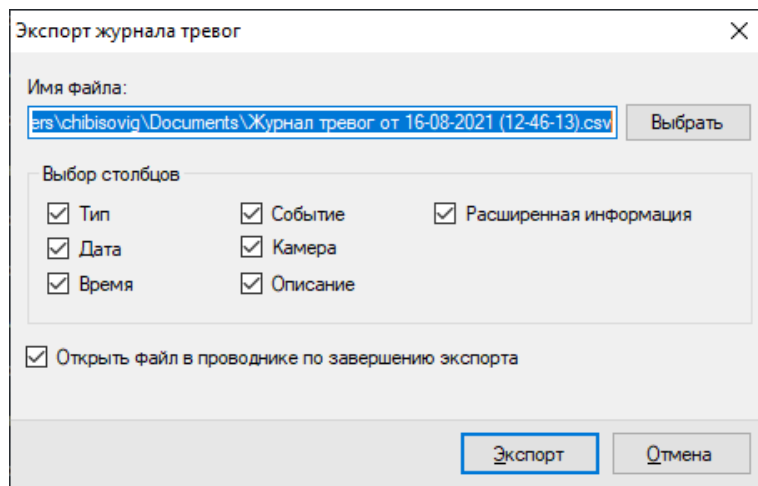 Экспорт журнала тревог
Имя файла:
ers\chibisovig\Documents\Журнал тревог от 16-08-2021 (12-46-13).csv Выбрать
Выбор столбцов
Тип Событие Расширенная информация
Дата Камера
Время Описание
Открыть файл в проводнике по завершению экспорта
Экспорт Отмена